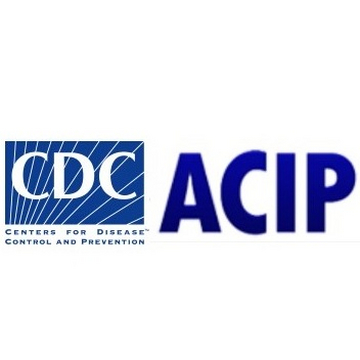 CDC
ACIP
CENTERS FOR DISEASE™
CONTROL AND PREVENTION